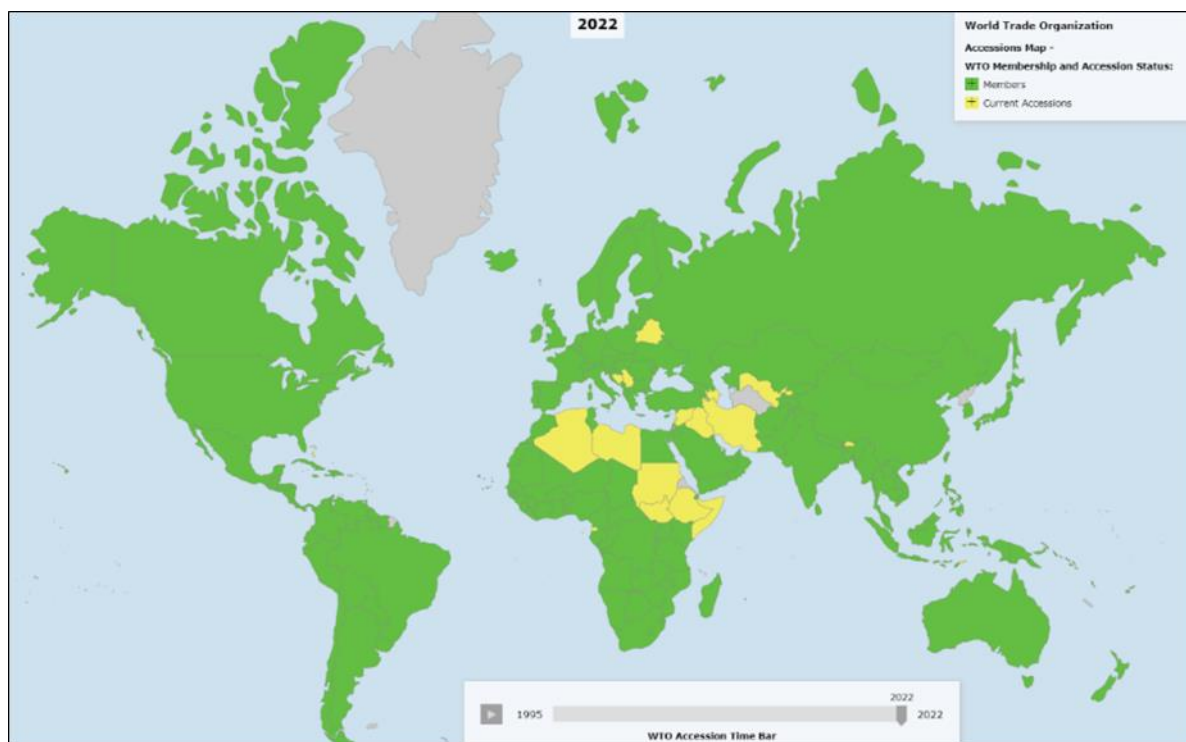 2022
World Trade Organization
Accessions Map -
WTO Membership and Accession Status:
Members
Current Accessions
2022
1995
2022
WTO Accession Time Bar